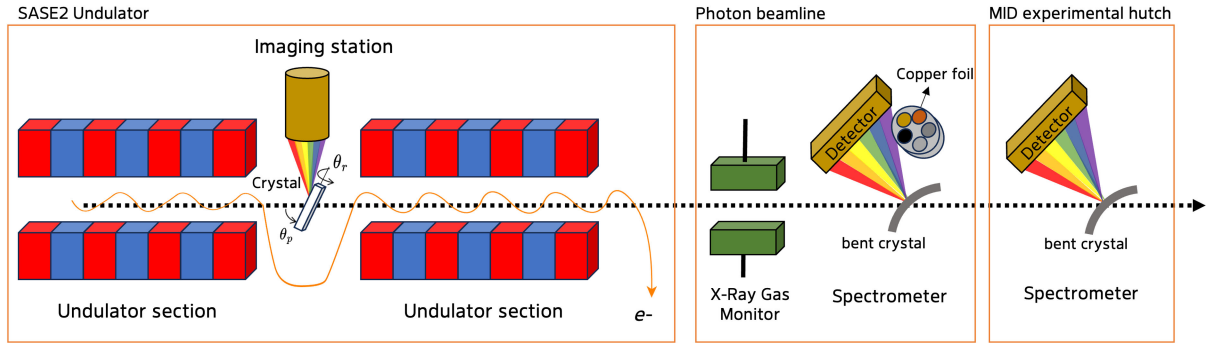 SASE2 Undulator
Imaging station
Crystal
θr
θp
Undulator section
Undulator section
e-
Photon beamline
Copper foil
Detector
bent crystal
X-Ray Gas
Monitor
Spectrometer
MID experimental hutch
Detector
bent crystal
Spectrometer